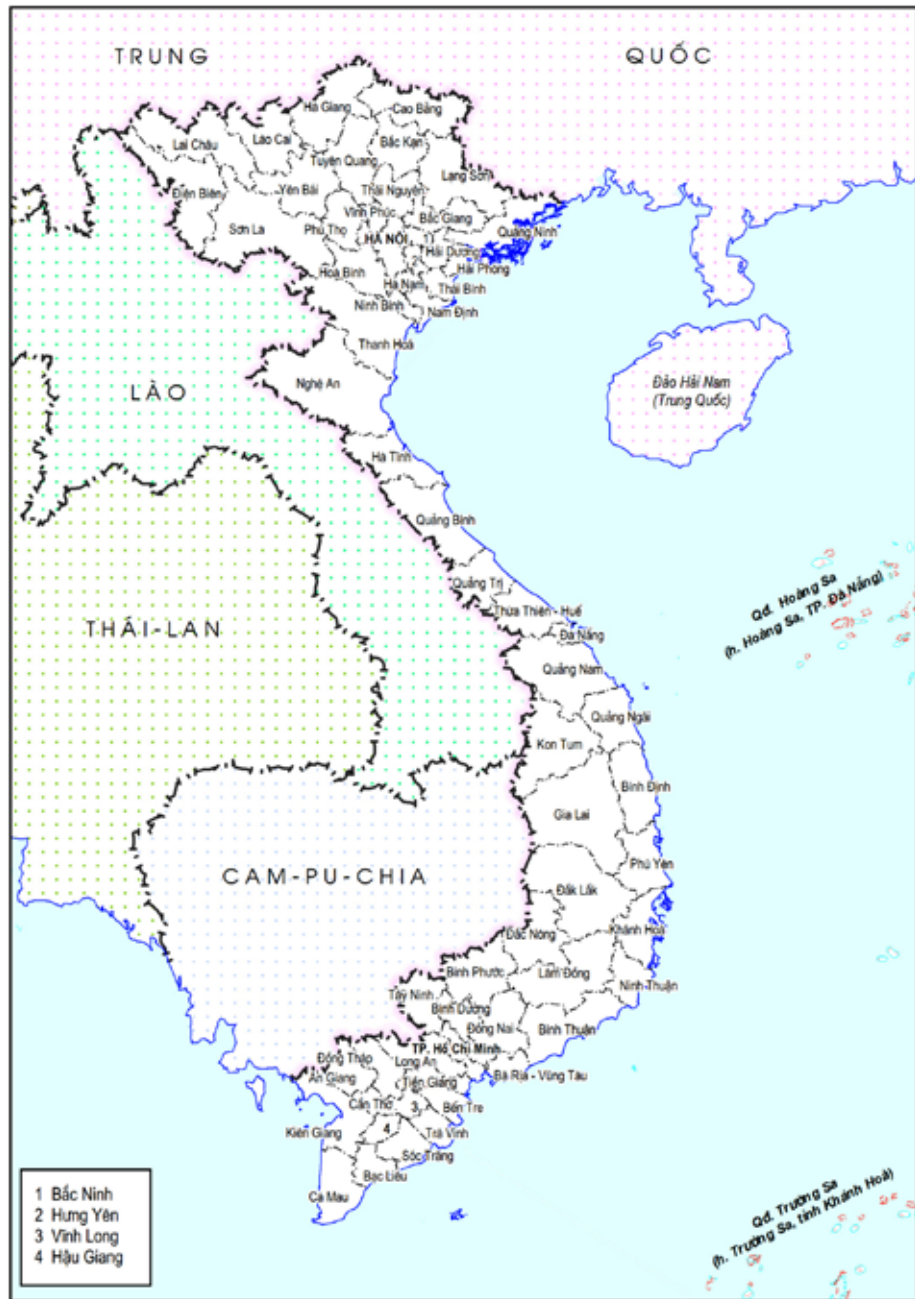 TRUNG QUỐC
Hà Giang
Cao Bằng
Lai Châu
Lào Cai
Bắc Kạn
Tuyên Quang
Lạng Sơn
Điện Biên
Yên Bái
Thái Nguyên
Vĩnh Phúc
Bắc Giang
Sơn La
Phú Thọ
HÀ NỘI
1
Quảng Ninh
Hải Dương
Hải Phòng
Hoà Bình
Hà Nam
Thái Bình
Ninh Bình
Nam Định
Thanh Hoá
Nghệ An
LÀO
Đảo Hải Nam
(Trung Quốc)
Hà Tĩnh
Quảng Bình
Quảng Trị
Thừa Thiên - Huế
Đà Nẵng
Qđ. Hoàng Sa
(h. Hoàng Sa, TP. Đà Nẵng)
THÁI-LAN
Quảng Nam
Quảng Ngãi
Kon Tum
Bình Định
Gia Lai
Phú Yên
CAM-PU-CHIA
Đắk Lắk
Khánh Hoà
Đắc Nông
Bình Phước
Lâm Đồng
Ninh Thuận
Tây Ninh
Bình Dương
Đồng Nai
Bình Thuận
TP. Hồ Chí Minh
Đồng Tháp
Long An
Bà Rịa - Vũng Tàu
An Giang
Tiền Giang
Cần Thơ
3
Bến Tre
Kiên Giang
4
Trà Vinh
Sóc Trăng
Bạc Liêu
Cà Mau
Qđ. Trường Sa
(h. Trường Sa, tỉnh Khánh Hoà)
1 Bắc Ninh
2 Hưng Yên
3 Vĩnh Long
4 Hậu Giang